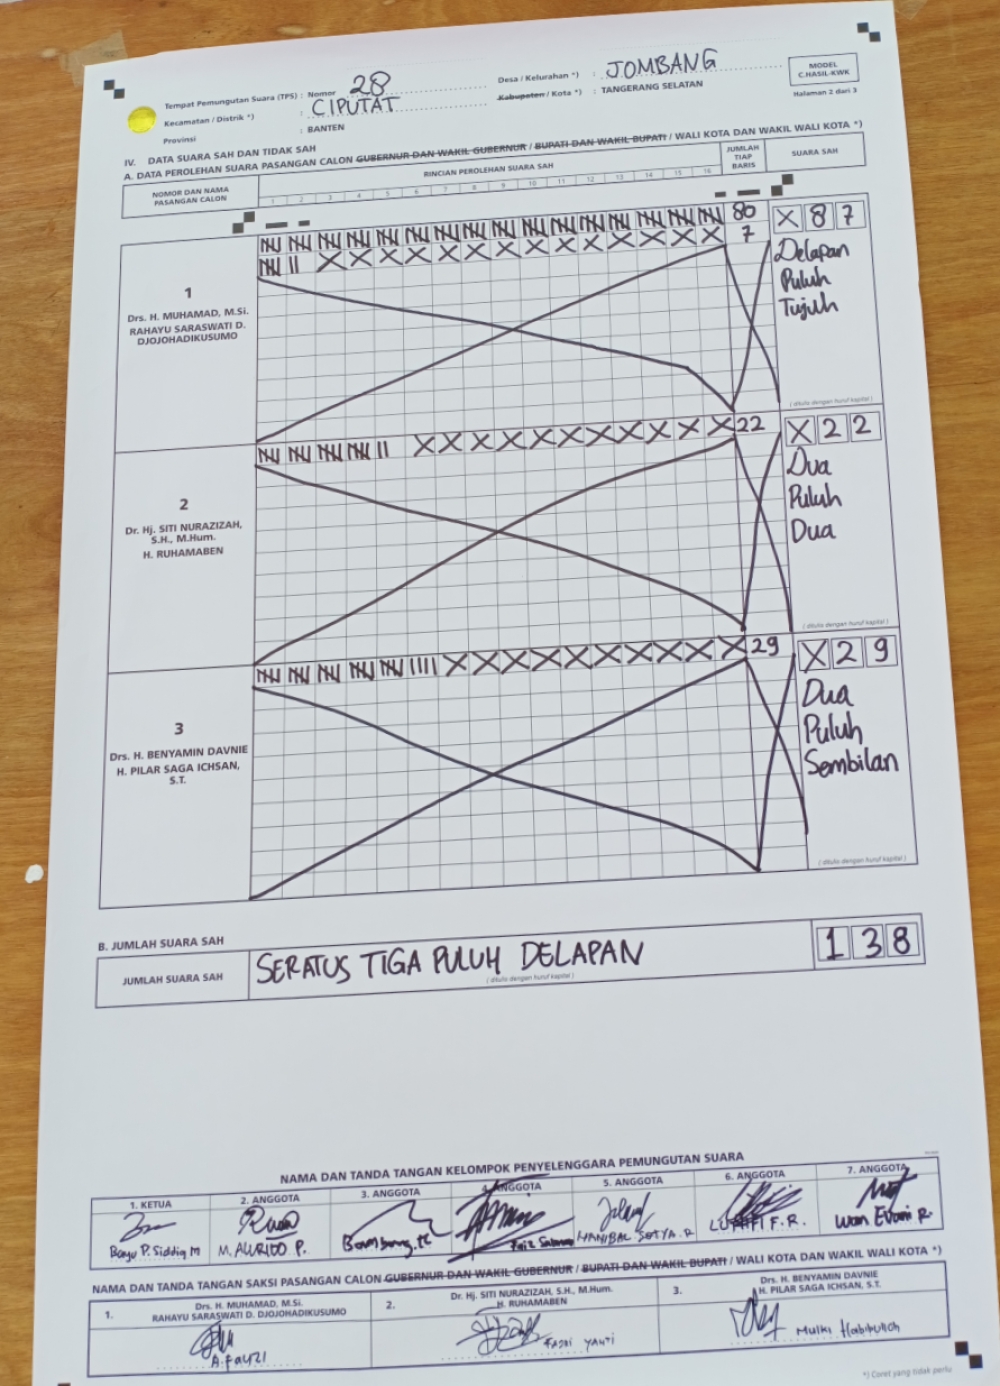 Tempat Pemungutan Suara (TPS) : Nomor 28
Kecamatan / Distrik *) : CIPUTAT
Provinsi : BANTEN
Desa / Kelurahan *) : JOMBANG
Kabupaten / Kota *) : TANGERANG SELATAN
MODEL
C.HASIL-KWK
Halaman 2 dari 3
IV. DATA SUARA SAH DAN TIDAK SAH
A. DATA PEROLEHAN SUARA PASANGAN CALON GUBERNUR DAN WAKIL GUBERNUR / BUPATI DAN WAKIL BUPATI / WALI KOTA DAN WAKIL WALI KOTA *)
NOMOR DAN NAMA
PASANGAN CALON
RINCIAN PEROLEHAN SUARA SAH
1 2 3 4 5 6 7 8 9 10 11 12 13 14 15 16
JUMLAH
TIAP
BARIS
SUARA SAH
1
Drs. H. MUHAMAD, M.Si.
RAHAYU SARASWATI D.
DJOJOHADIKUSUMO
80
7
X 8 7
Delapan
Puluh
Tujuh
( ditulis dengan huruf kapital )
2
Dr. Hj. SITI NURAZIZAH,
S.H., M.Hum.
H. RUHAMABEN
22
X 2 2
Dua
Puluh
Dua
( ditulis dengan huruf kapital )
3
Drs. H. BENYAMIN DAVNIE
H. PILAR SAGA ICHSAN,
S.T.
29
X 2 9
Dua
Puluh
Sembilan
( ditulis dengan huruf kapital )
B. JUMLAH SUARA SAH
JUMLAH SUARA SAH
SERATUS TIGA PULUH DELAPAN
( ditulis dengan huruf kapital )
1 3 8
NAMA DAN TANDA TANGAN KELOMPOK PENYELENGGARA PEMUNGUTAN SUARA
1. KETUA
2. ANGGOTA
3. ANGGOTA
4. ANGGOTA
5. ANGGOTA
6. ANGGOTA
7. ANGGOTA
Bayu P. Siddiq M
M. AURIDO P.
Bambang
Faiz
HANIBAL SETYA. R
LUTHFI F.R.
Wan Evan R.
NAMA DAN TANDA TANGAN SAKSI PASANGAN CALON GUBERNUR DAN WAKIL GUBERNUR / BUPATI DAN WAKIL BUPATI / WALI KOTA DAN WAKIL WALI KOTA *)
1.
Drs. H. MUHAMAD, M.Si.
RAHAYU SARASWATI D. DJOJOHADIKUSUMO
A. Fauzi
2.
Dr. Hj. SITI NURAZIZAH, S.H., M.Hum.
H. RUHAMABEN
FAJRI YANTI
3.
Drs. H. BENYAMIN DAVNIE
H. PILAR SAGA ICHSAN, S.T.
Mulki Habibulloh
*) Coret yang tidak perlu